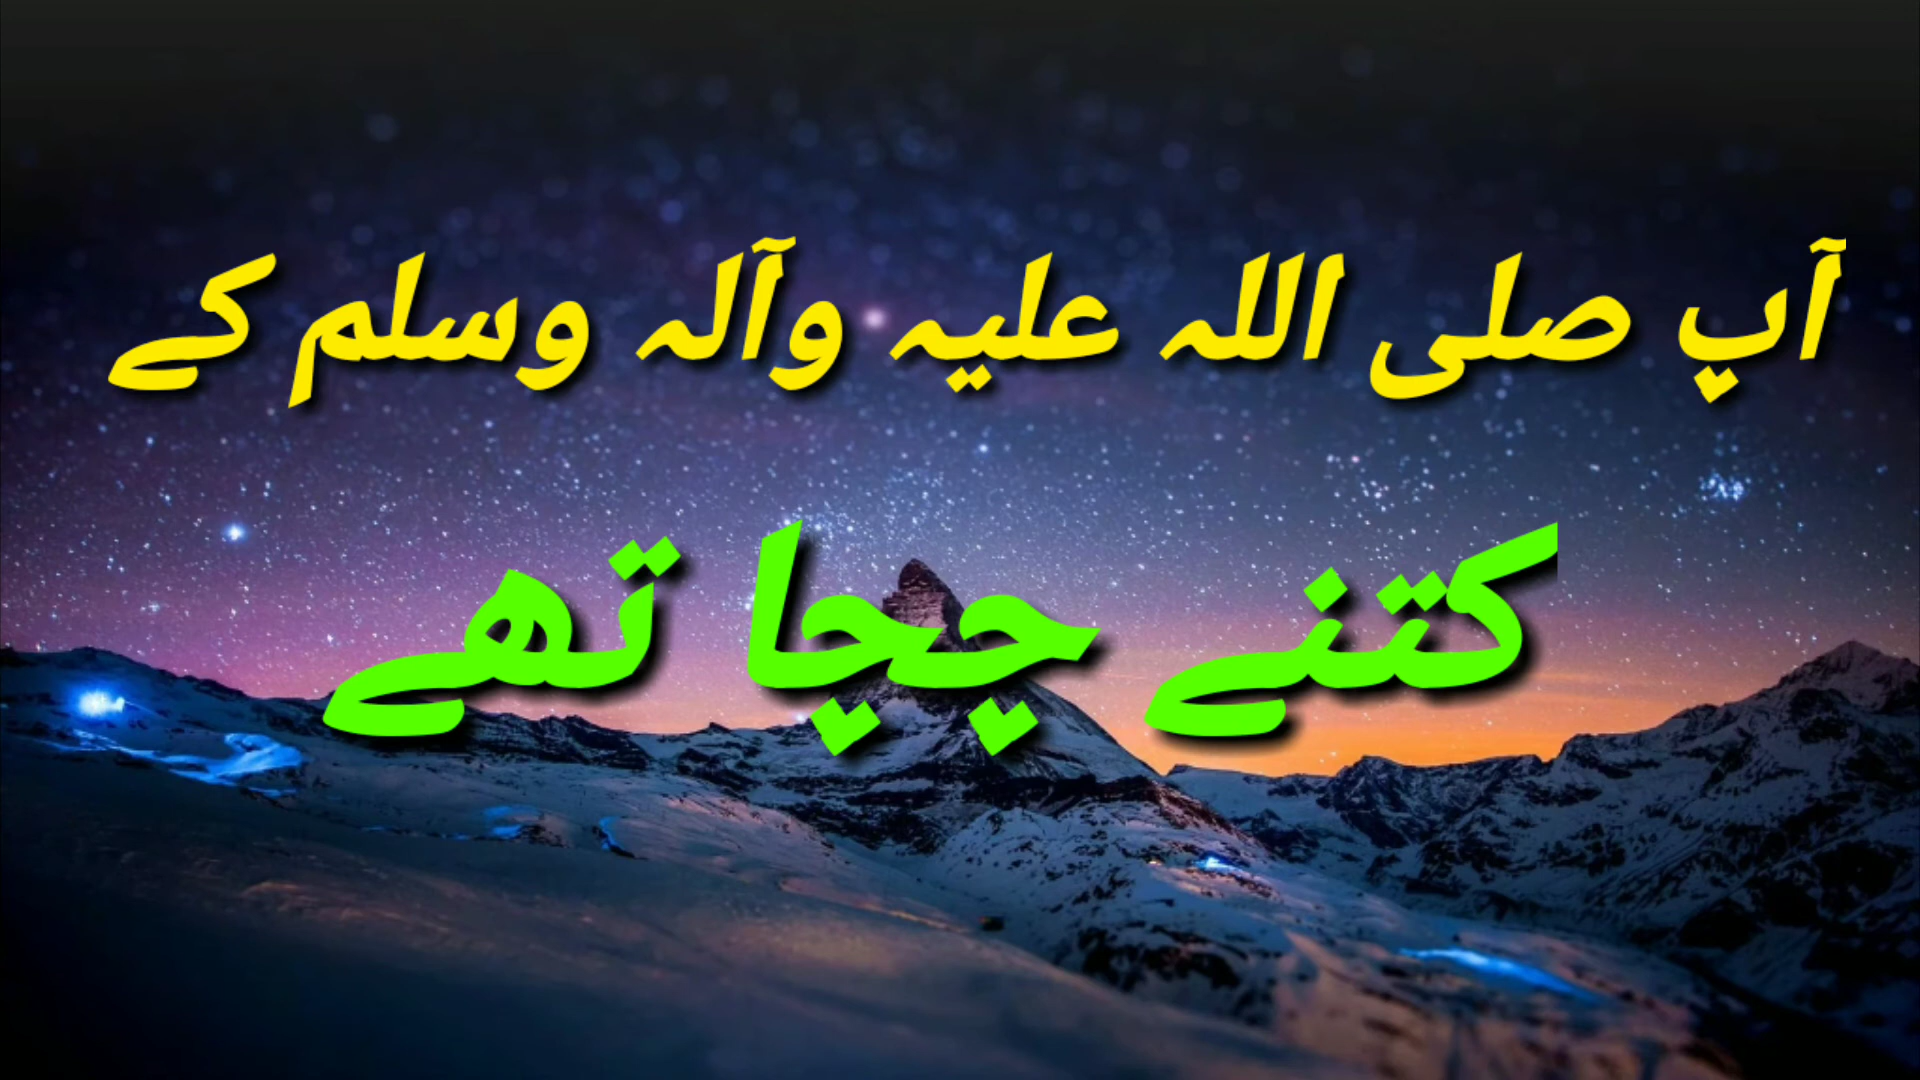 آپ صلی اللہ علیہ وآلہ وسلم کے
کتنے چچا تھے